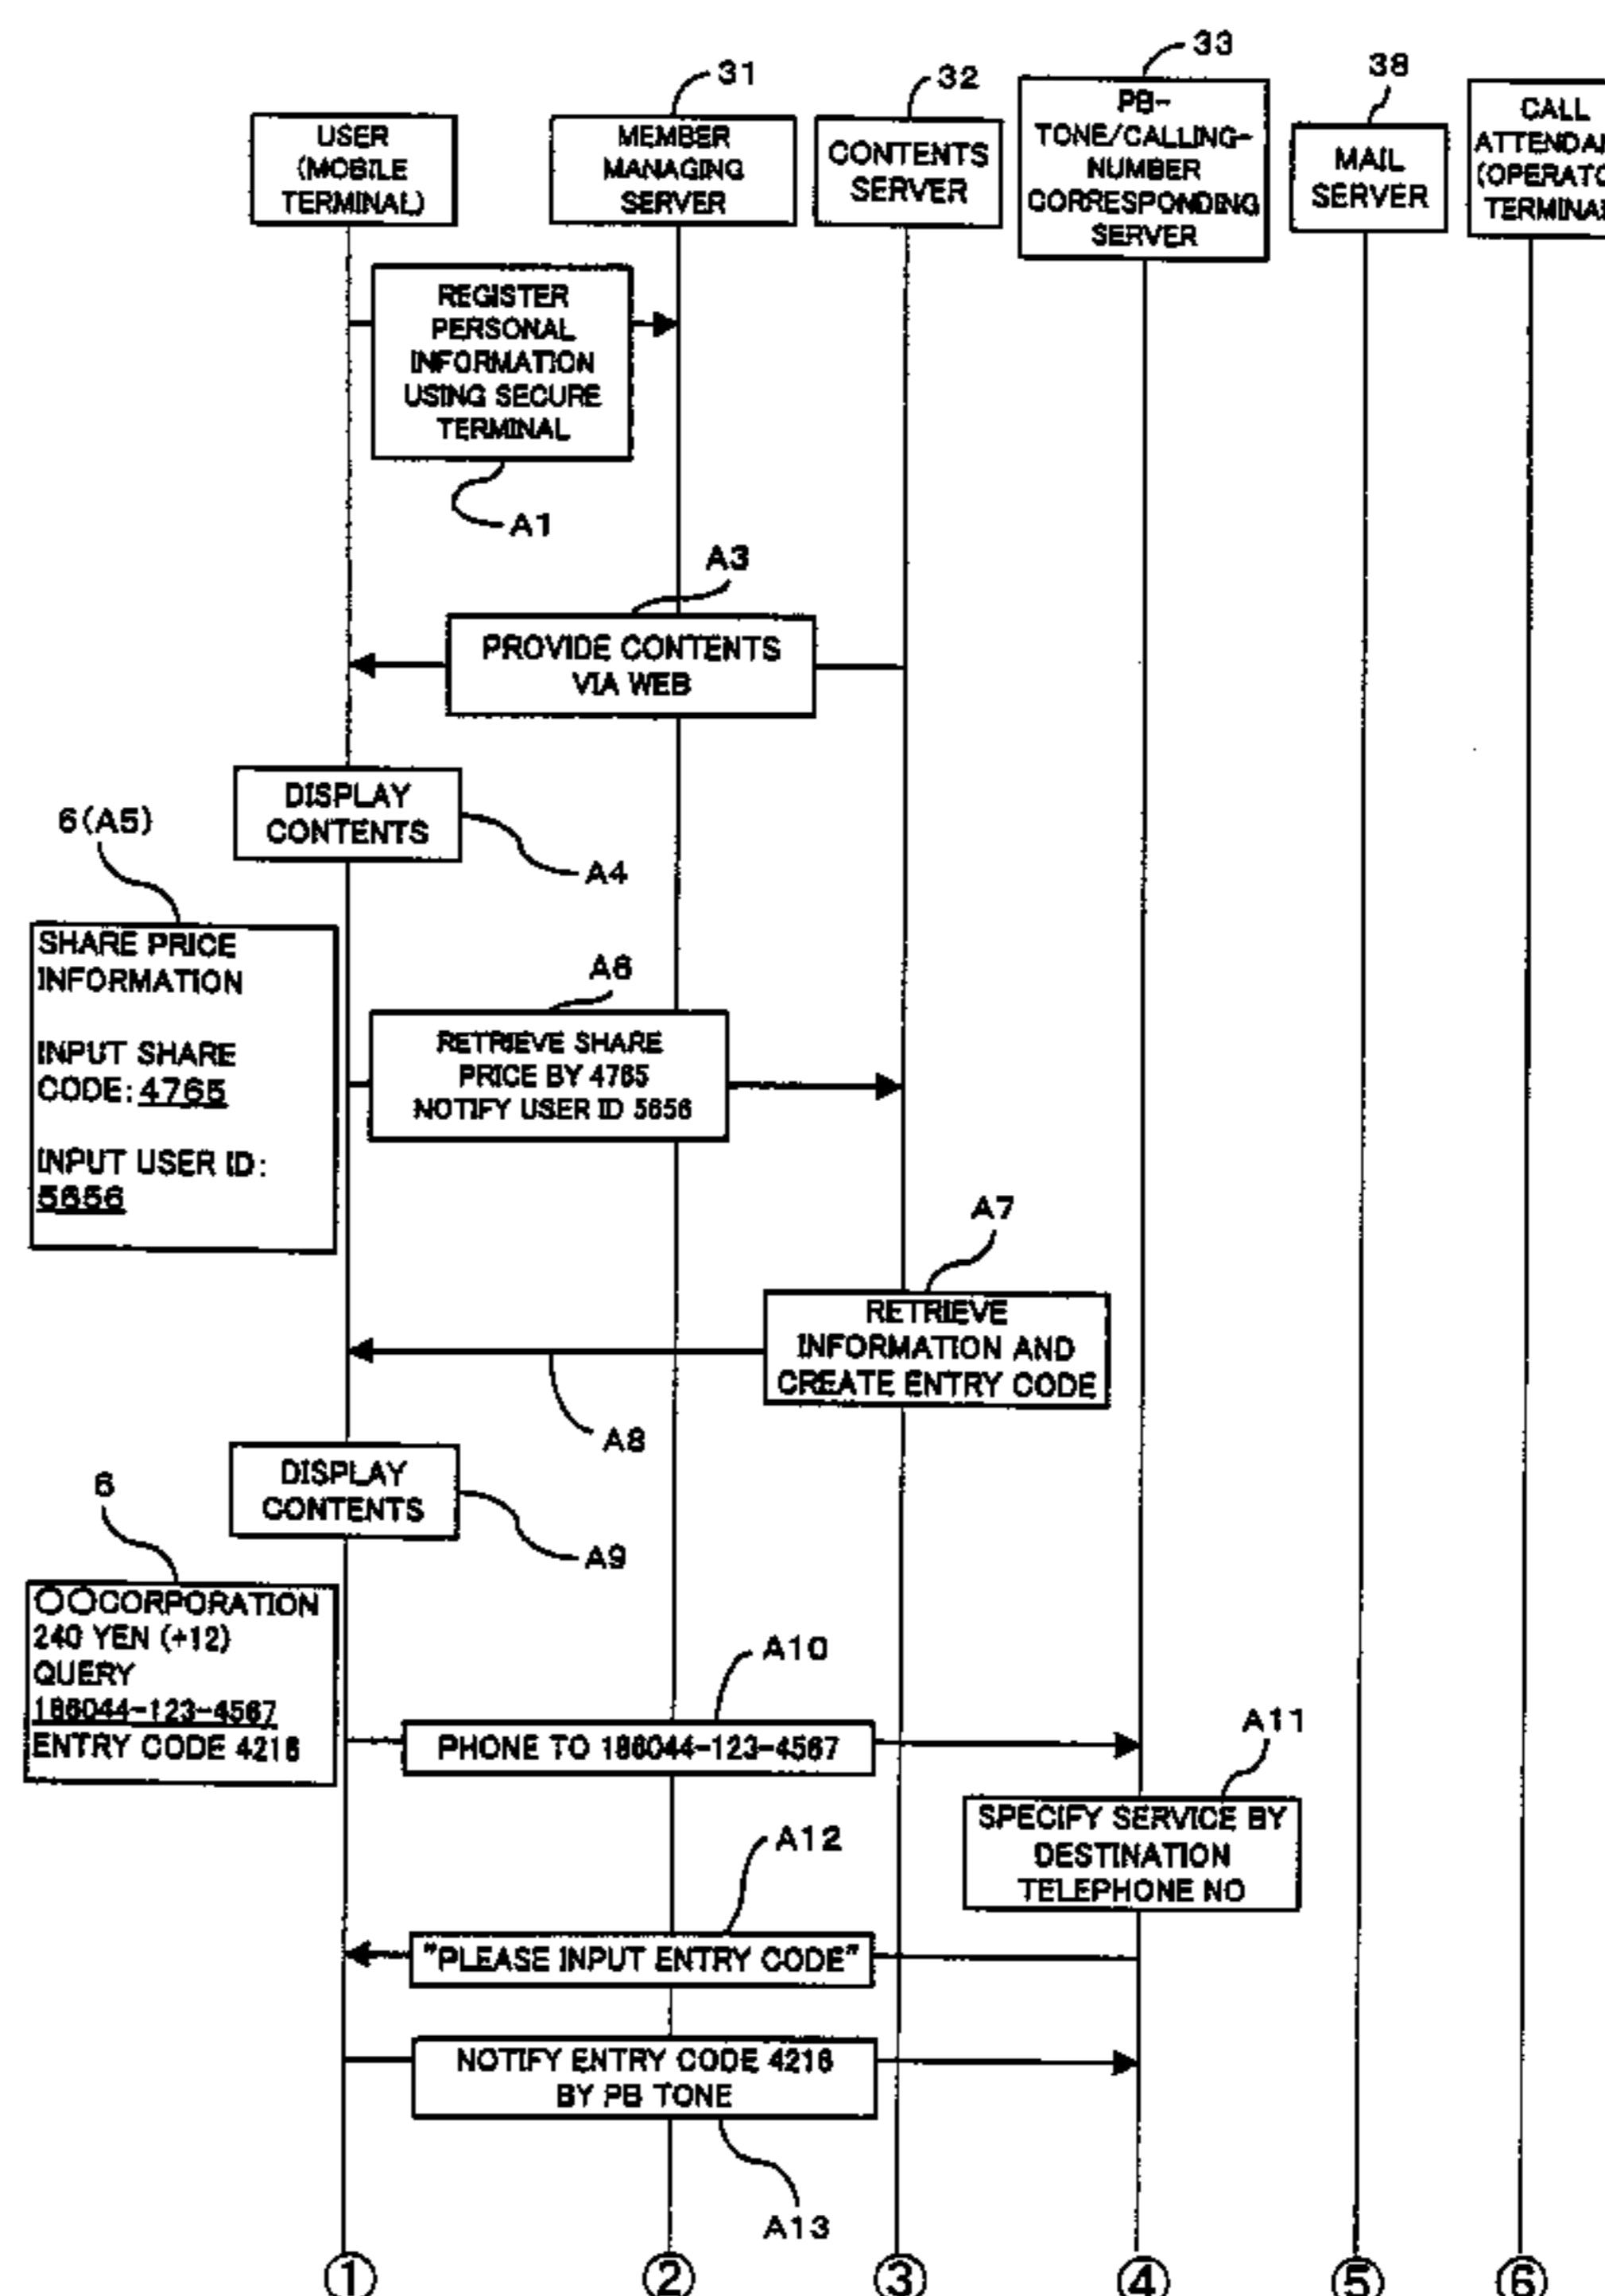 31
32
33
38
USER
(MOBILE
TERMINAL)
MEMBER
MANAGING
SERVER
CONTENTS
SERVER
PB-
TONE/CALLING-
NUMBER
CORRESPONDING
SERVER
MAIL
SERVER
CALL
ATTENDAN
(OPERATO
TERMINAL
REGISTER
PERSONAL
INFORMATION
USING SECURE
TERMINAL
A1
A3
PROVIDE CONTENTS
VIA WEB
DISPLAY
CONTENTS
A4
6(A5)
SHARE PRICE
INFORMATION
INPUT SHARE
CODE: 4765
INPUT USER ID:
5656
A6
RETRIEVE SHARE
PRICE BY 4765
NOTIFY USER ID 5656
A7
RETRIEVE
INFORMATION AND
CREATE ENTRY CODE
A8
DISPLAY
CONTENTS
A9
6
○○CORPORATION
240 YEN (+12)
QUERY
186044-123-4567
ENTRY CODE 4216
A10
PHONE TO 186044-123-4567
A11
SPECIFY SERVICE BY
DESTINATION
TELEPHONE NO
A12
"PLEASE INPUT ENTRY CODE"
NOTIFY ENTRY CODE 4216
BY PB TONE
A13
① ② ③ ④ ⑤ ⑥